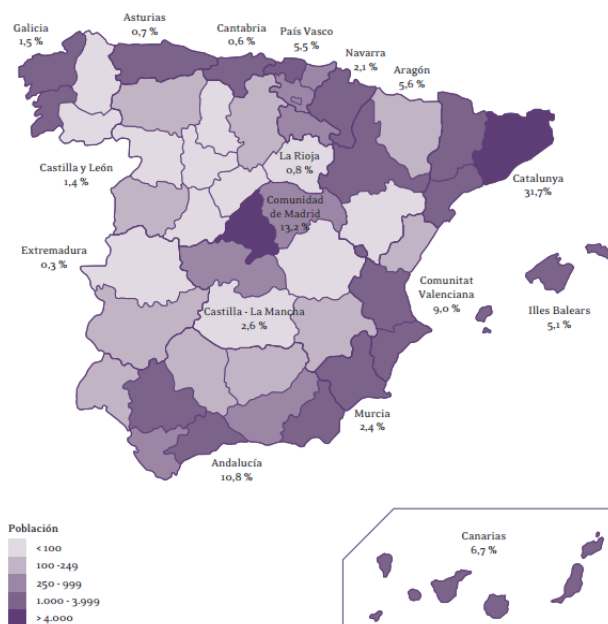 Asturias
0,7 %
Cantabria
0,6 %
Galicia
1,5 %
País Vasco
5,5 %
Navarra
2,1 %
Aragón
5,6 %
La Rioja
0,8 %
Castilla y León
1,4 %
Catalunya
31,7%
Comunidad
de Madrid
13,2 %
Extremadura
0,3 %
Comunitat
Valenciana
9,0 %
Illes Balears
5,1 %
Castilla - La Mancha
2,6 %
Murcia
2,4 %
Andalucía
10,8 %
Canarias
6,7 %
Población
< 100
100 -249
250 - 999
1.000 - 3.999
> 4.000